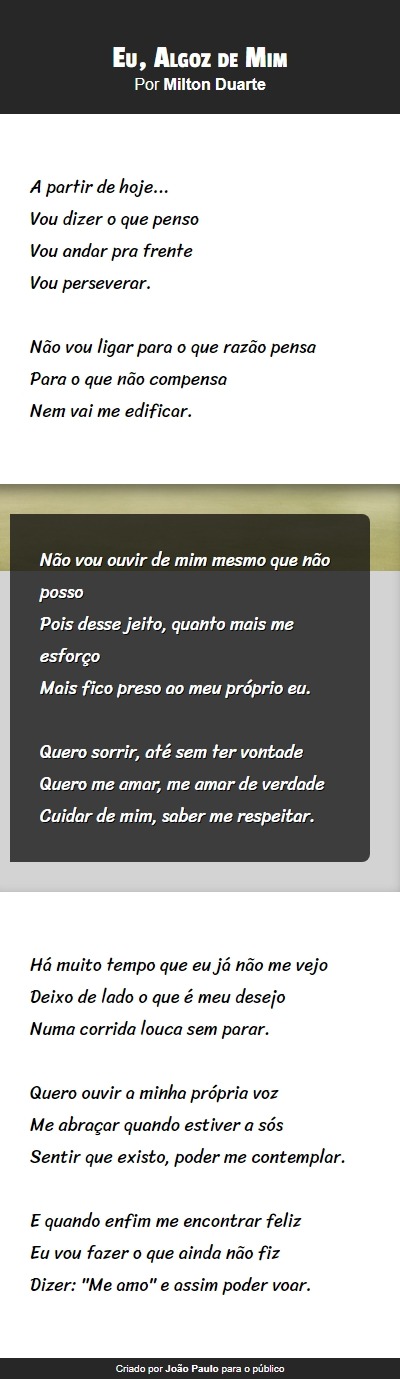 Eu, Algoz de Mim
Por Milton Duarte
A partir de hoje...
Vou dizer o que penso
Vou andar pra frente
Vou perseverar.
Não vou ligar para o que razão pensa
Para o que não compensa
Nem vai me edificar.
Não vou ouvir de mim mesmo que não
posso
Pois desse jeito, quanto mais me
esforço
Mais fico preso ao meu próprio eu.
Quero sorrir, até sem ter vontade
Quero me amar, me amar de verdade
Cuidar de mim, saber me respeitar.
Há muito tempo que eu já não me vejo
Deixo de lado o que é meu desejo
Numa corrida louca sem parar.
Quero ouvir a minha própria voz
Me abraçar quando estiver a sós
Sentir que existo, poder me contemplar.
E quando enfim me encontrar feliz
Eu vou fazer o que ainda não fiz
Dizer: "Me amo" e assim poder voar.
Criado por João Paulo para o público